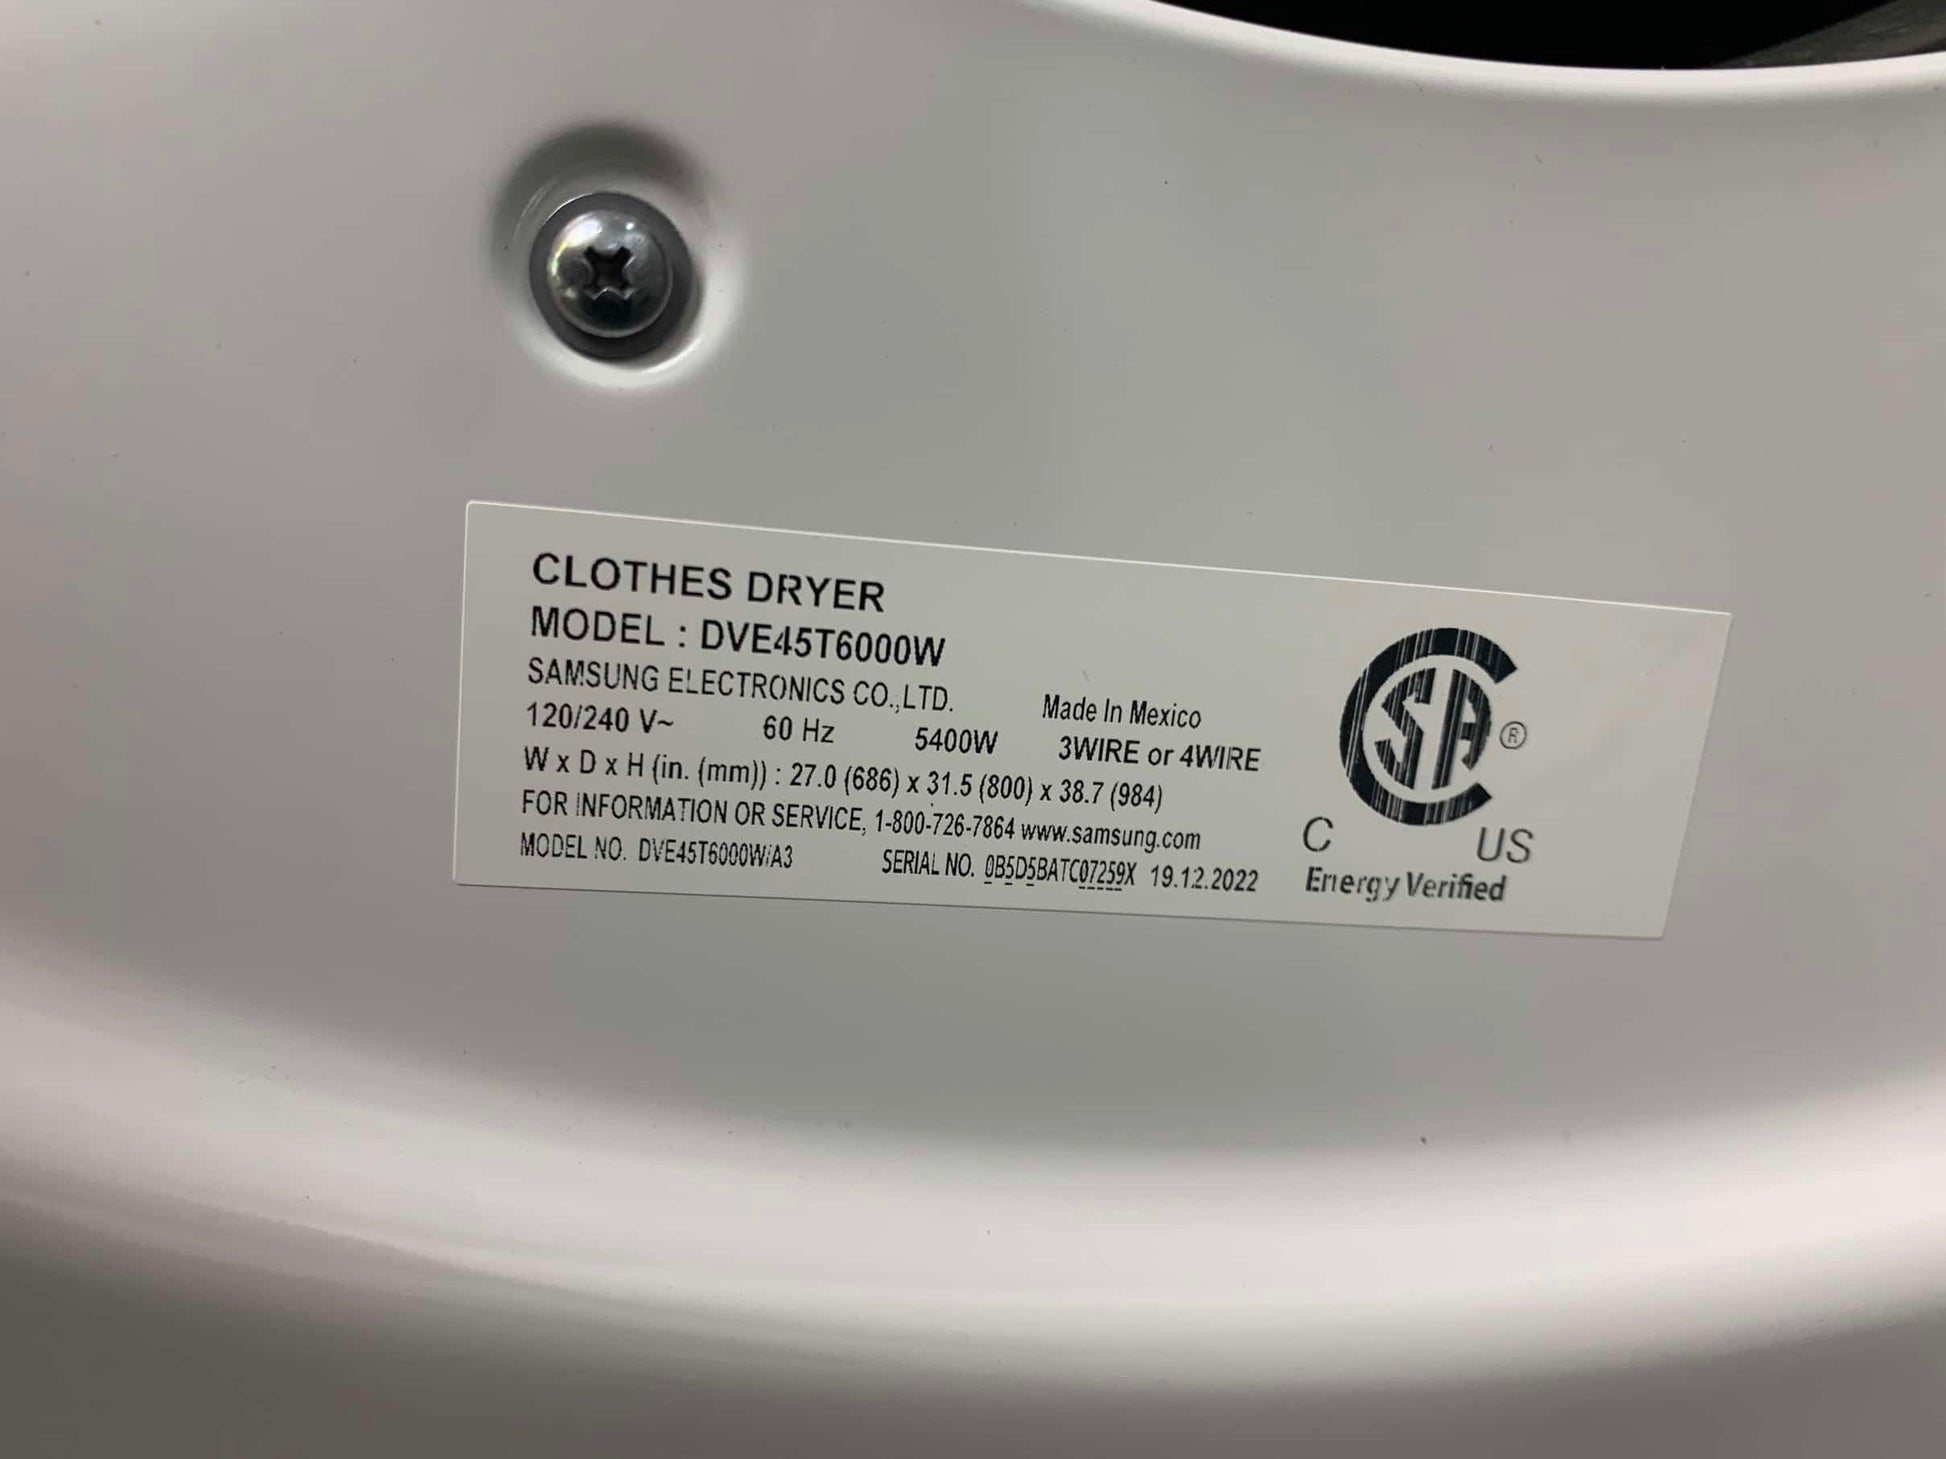 CLOTHES DRYER
MODEL : DVE45T6000W
SAMSUNG ELECTRONICS CO.,LTD. Made In Mexico
120/240 V~ 60 Hz 5400W 3WIRE or 4WIRE
W x D x H (in. (mm)) : 27.0 (686) x 31.5 (800) x 38.7 (984)
FOR INFORMATION OR SERVICE, 1-800-726-7864 www.samsung.com
MODEL NO. DVE45T6000W/A3 SERIAL NO. 0B5D5BATC07259X 19.12.2022
CSA ®
C US
Energy Verified